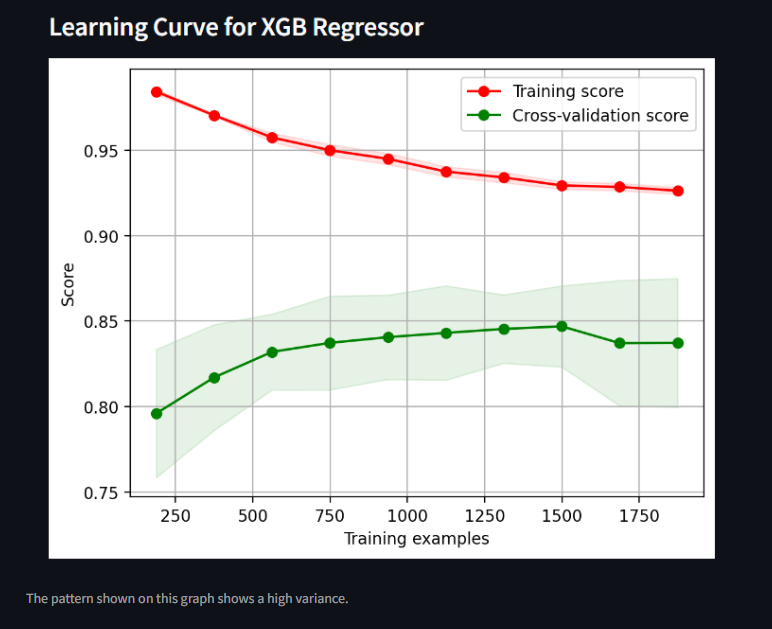 Learning Curve for XGB Regressor
Training score
Cross-validation score
0.95
0.90
0.85
0.80
0.75
Score
250 500 750 1000 1250 1500 1750
Training examples
The pattern shown on this graph shows a high variance.